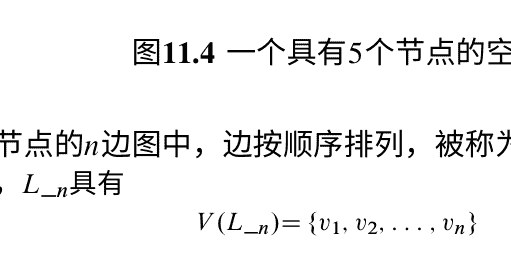 图11.4 一个具有5个节点的空
节点的n边图中，边按顺序排列，被称为
，L_n具有
V(L_n)= {v₁, v₂, . . . , vₙ}